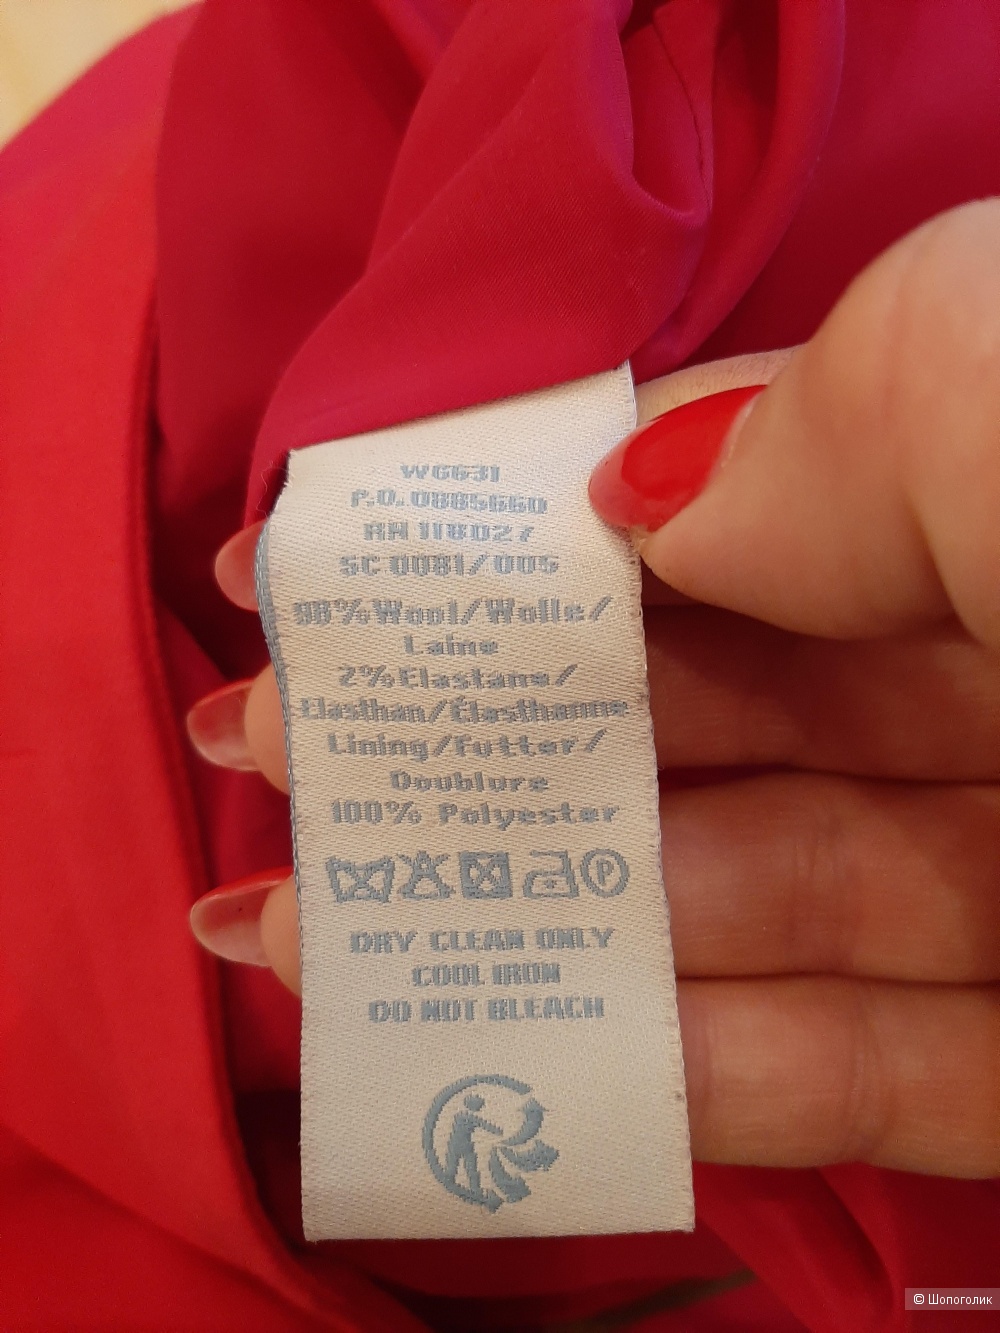 WG631
P.O. 0885660
RN 118027
SC 0081/005
98%Wool/Wolle/
Laine
2%Elastane/
Elasthan/Élasthanne
Lining/Futter/
Doublure
100% Polyester
P
DRY CLEAN ONLY
COOL IRON
DO NOT BLEACH
© Шопоголик